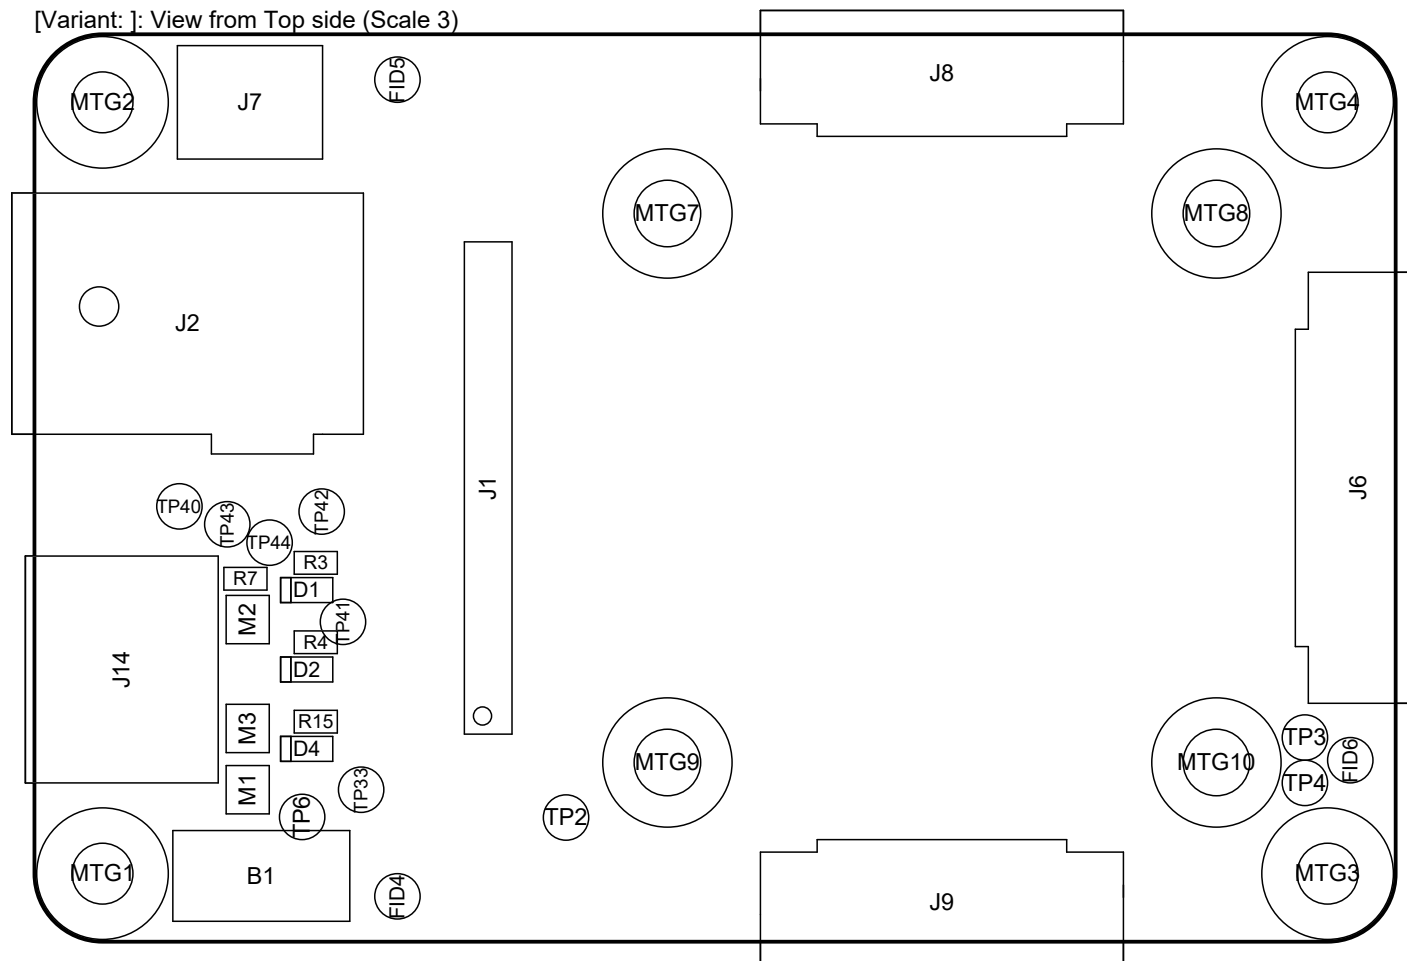 [Variant: ]: View from Top side (Scale 3)
MTG2
J7
FID5
J8
MTG4
MTG7
MTG8
J2
J1
J6
TP40
TP43
TP42
TP44
R3
R7
D1
M2
TP41
R4
D2
J14
M3
R15
D4
M1
TP33
TP6
TP2
MTG9
MTG10
TP3
FID6
TP4
MTG1
B1
FID4
J9
MTG3